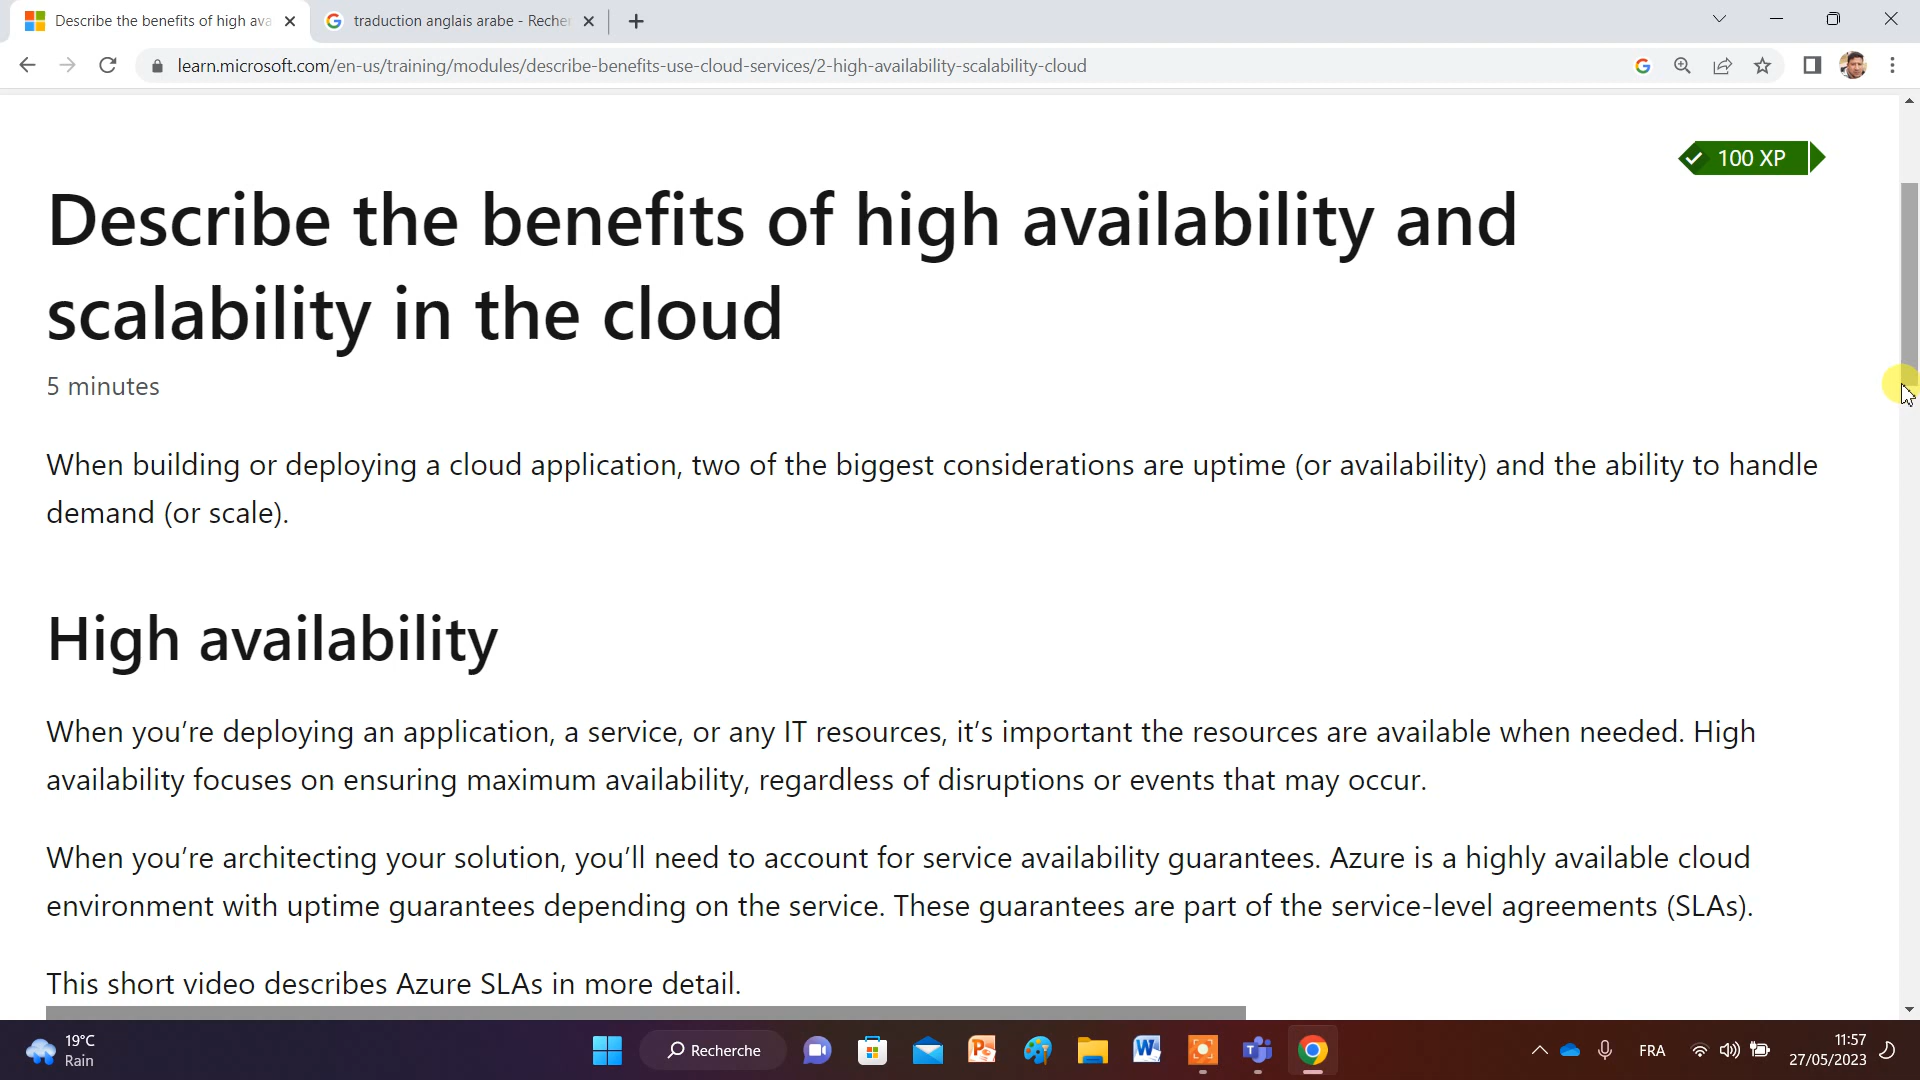 Describe the benefits of high ava
traduction anglais arabe - Recher
learn.microsoft.com/en-us/training/modules/describe-benefits-use-cloud-services/2-high-availability-scalability-cloud
100 XP
Describe the benefits of high availability and
scalability in the cloud
5 minutes
When building or deploying a cloud application, two of the biggest considerations are uptime (or availability) and the ability to handle
demand (or scale).
High availability
When you're deploying an application, a service, or any IT resources, it's important the resources are available when needed. High
availability focuses on ensuring maximum availability, regardless of disruptions or events that may occur.
When you're architecting your solution, you'll need to account for service availability guarantees. Azure is a highly available cloud
environment with uptime guarantees depending on the service. These guarantees are part of the service-level agreements (SLAs).
This short video describes Azure SLAs in more detail.
19°C
Rain
Recherche
FRA
11:57
27/05/2023